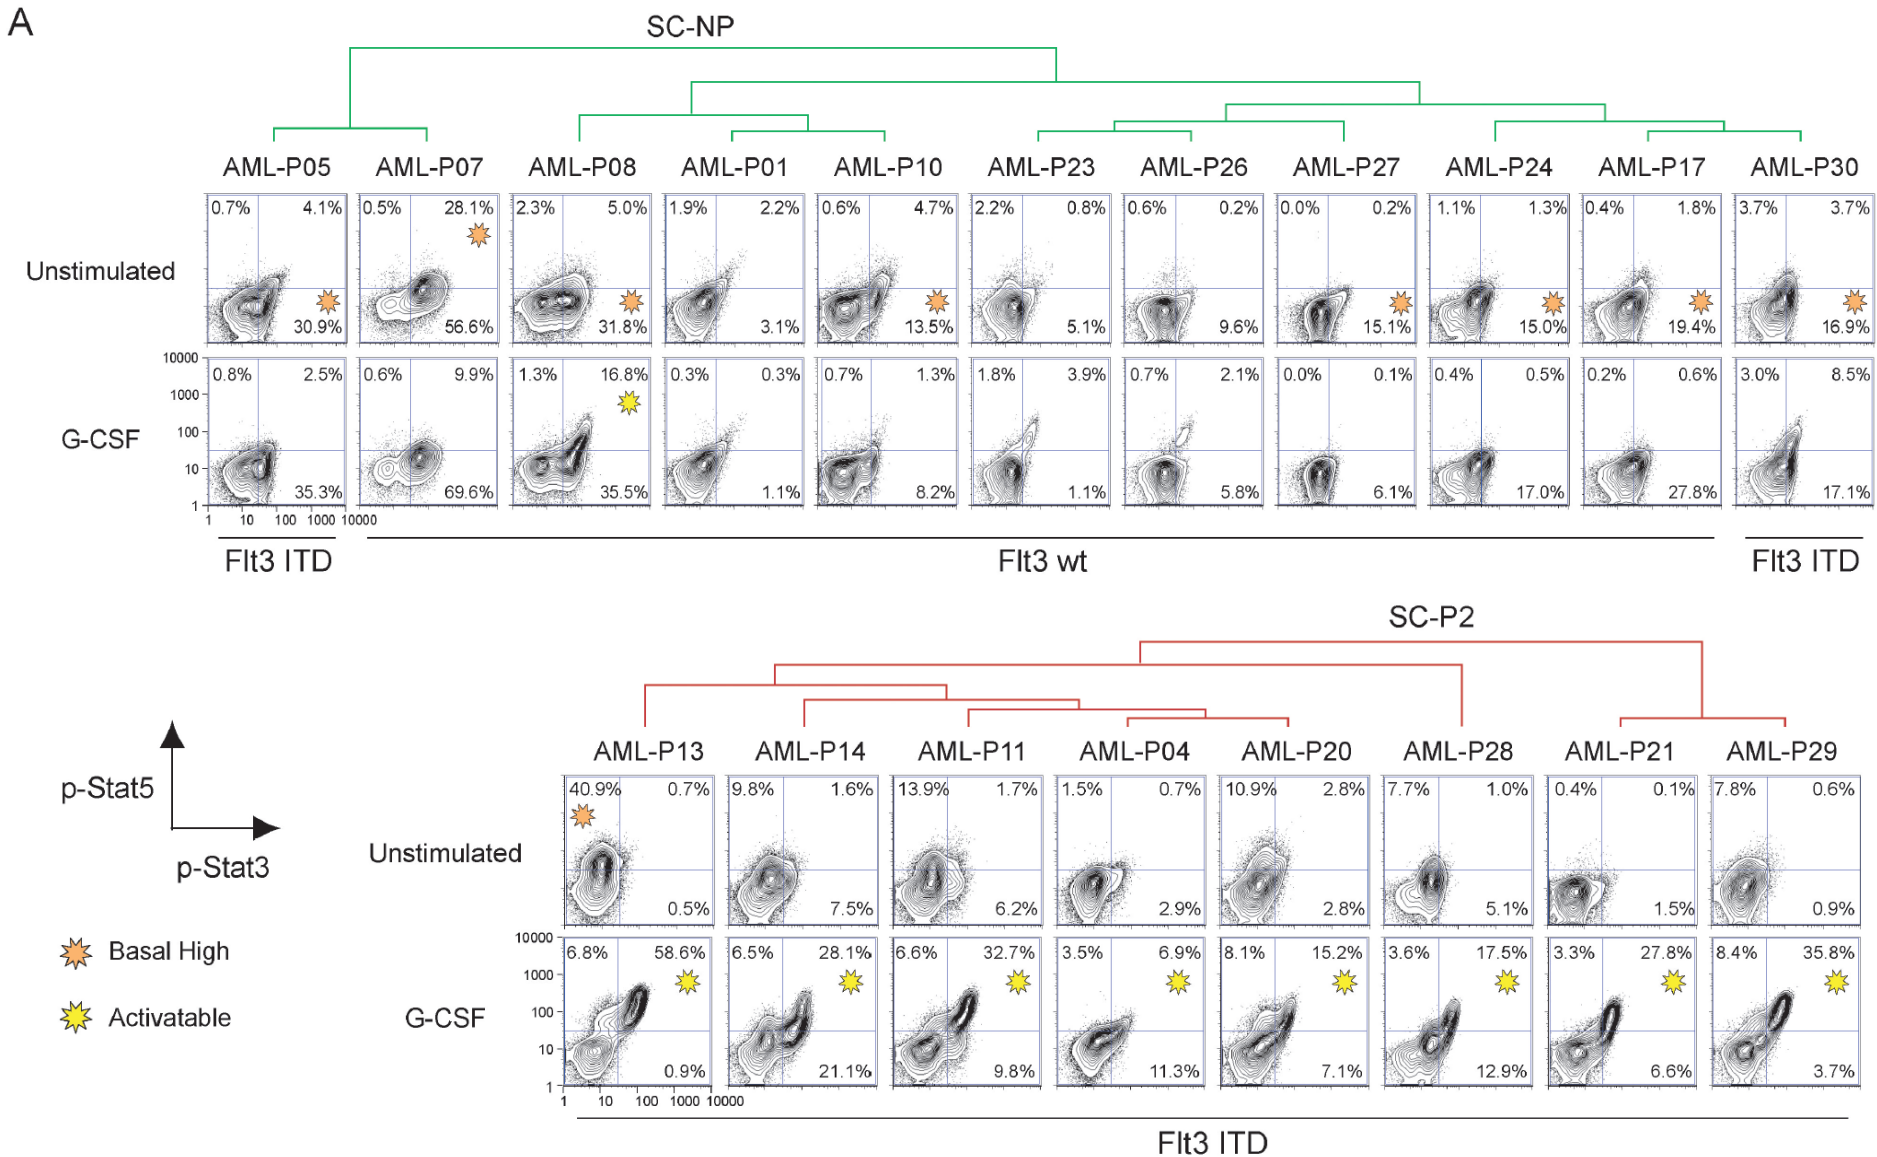 A
SC-NP
AML-P05 AML-P07 AML-P08 AML-P01 AML-P10 AML-P23 AML-P26 AML-P27 AML-P24 AML-P17 AML-P30
0.7% 4.1% 0.5% 28.1% 2.3% 5.0% 1.9% 2.2% 0.6% 4.7% 2.2% 0.8% 0.6% 0.2% 0.0% 0.2% 1.1% 1.3% 0.4% 1.8% 3.7% 3.7%
Unstimulated
30.9% 56.6% 31.8% 3.1% 13.5% 5.1% 9.6% 15.1% 15.0% 19.4% 16.9%
10000
0.8% 2.5% 0.6% 9.9% 1.3% 16.8% 0.3% 0.3% 0.7% 1.3% 1.8% 3.9% 0.7% 2.1% 0.0% 0.1% 0.4% 0.5% 0.2% 0.6% 3.0% 8.5%
1000
G-CSF
100
10
35.3% 69.6% 35.5% 1.1% 8.2% 1.1% 5.8% 6.1% 17.0% 27.8% 17.1%
1
1 10 100 1000 10000
Flt3 ITD Flt3 wt Flt3 ITD
SC-P2
AML-P13 AML-P14 AML-P11 AML-P04 AML-P20 AML-P28 AML-P21 AML-P29
40.9% 0.7% 9.8% 1.6% 13.9% 1.7% 1.5% 0.7% 10.9% 2.8% 7.7% 1.0% 0.4% 0.1% 7.8% 0.6%
p-Stat5
p-Stat3
Unstimulated
0.5% 7.5% 6.2% 2.9% 2.8% 5.1% 1.5% 0.9%
10000
6.8% 58.6% 6.5% 28.1% 6.6% 32.7% 3.5% 6.9% 8.1% 15.2% 3.6% 17.5% 3.3% 27.8% 8.4% 35.8%
Basal High
1000
Activatable
G-CSF
100
10
0.9% 21.1% 9.8% 11.3% 7.1% 12.9% 6.6% 3.7%
1
1 10 100 1000 10000
Flt3 ITD